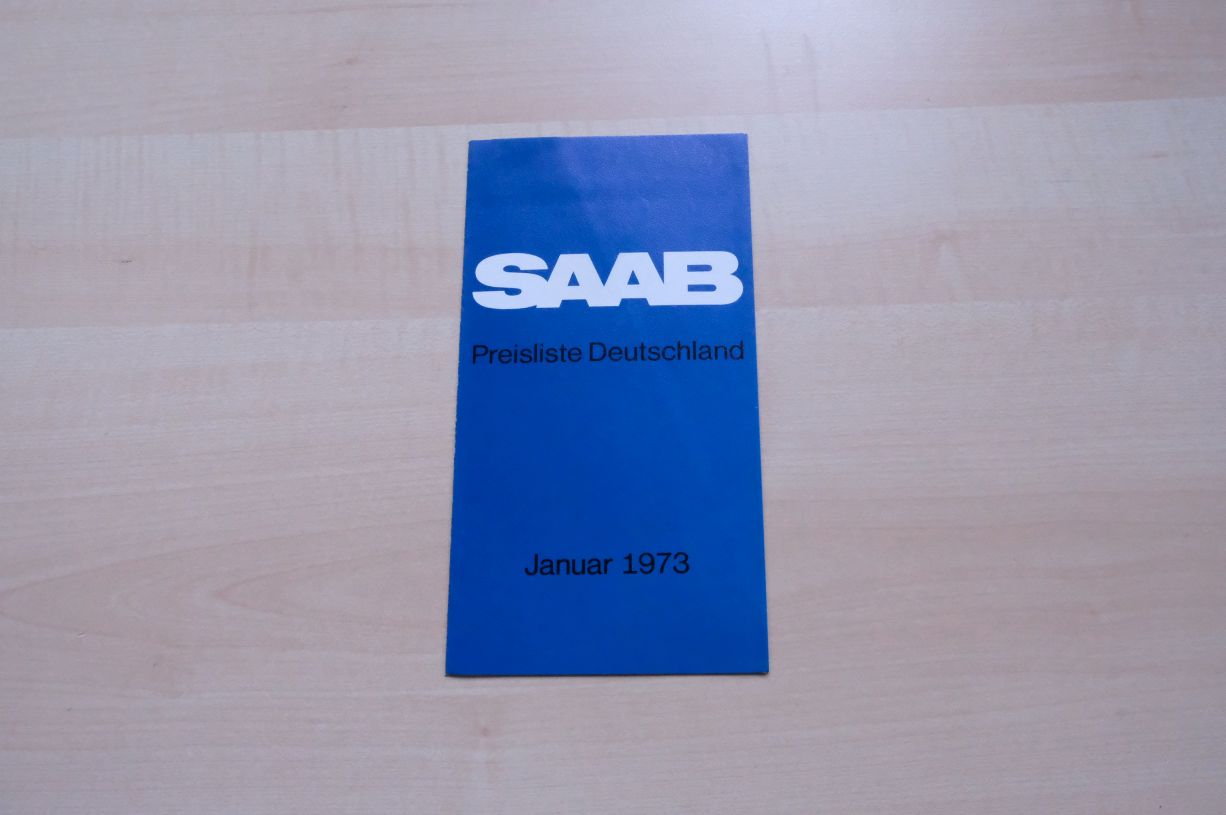 SAAB
Preisliste Deutschland
Januar 1973